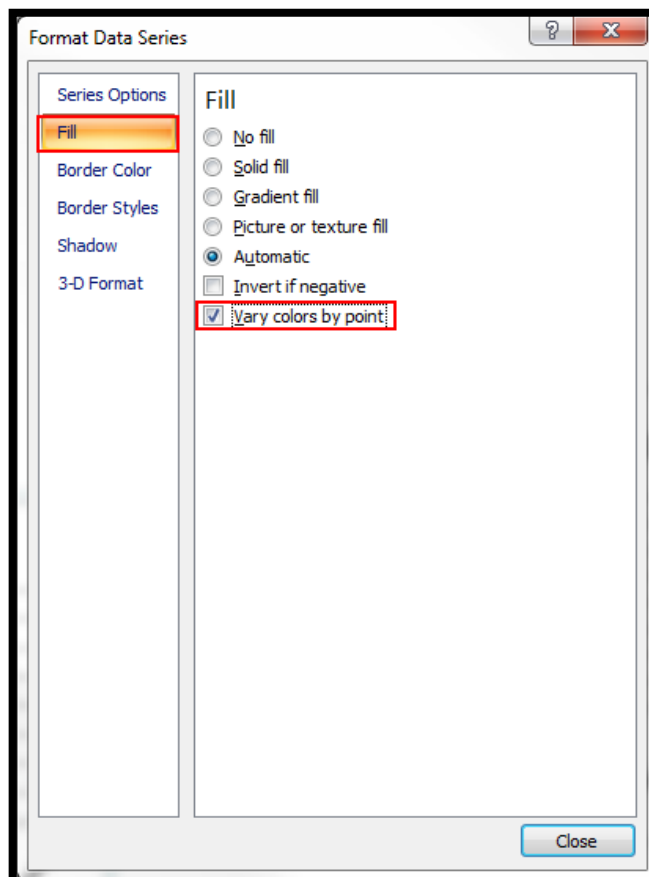 Format Data Series
?
X
Series Options
Fill
Border Color
Border Styles
Shadow
3-D Format
Fill
No fill
Solid fill
Gradient fill
Picture or texture fill
Automatic
Invert if negative
Vary colors by point
Close